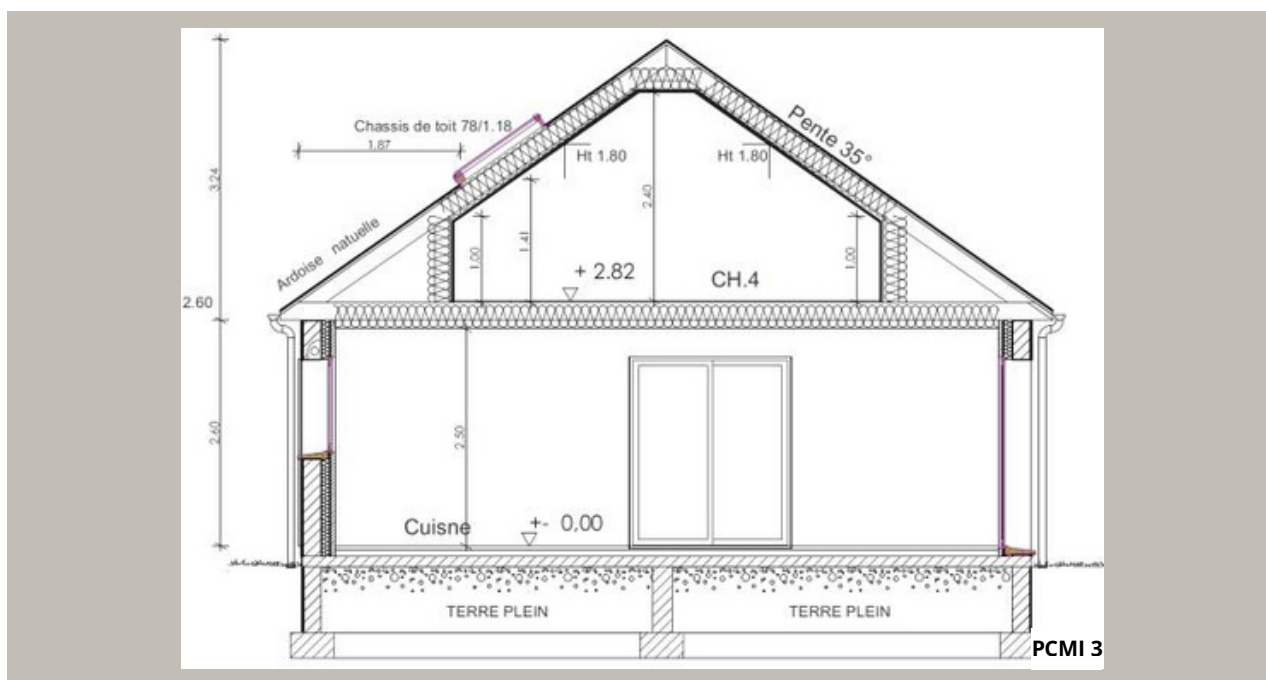 Chassis de toit 78/1.18
1.87
Pente 35°
Ht 1.80
Ht 1.80
3.24
2.40
Ardoise natuelle
1.00
1.41
1.00
+ 2.82
CH.4
2.60
2.60
2.50
Cuisne
+- 0,00
TERRE PLEIN
TERRE PLEIN
PCMI 3